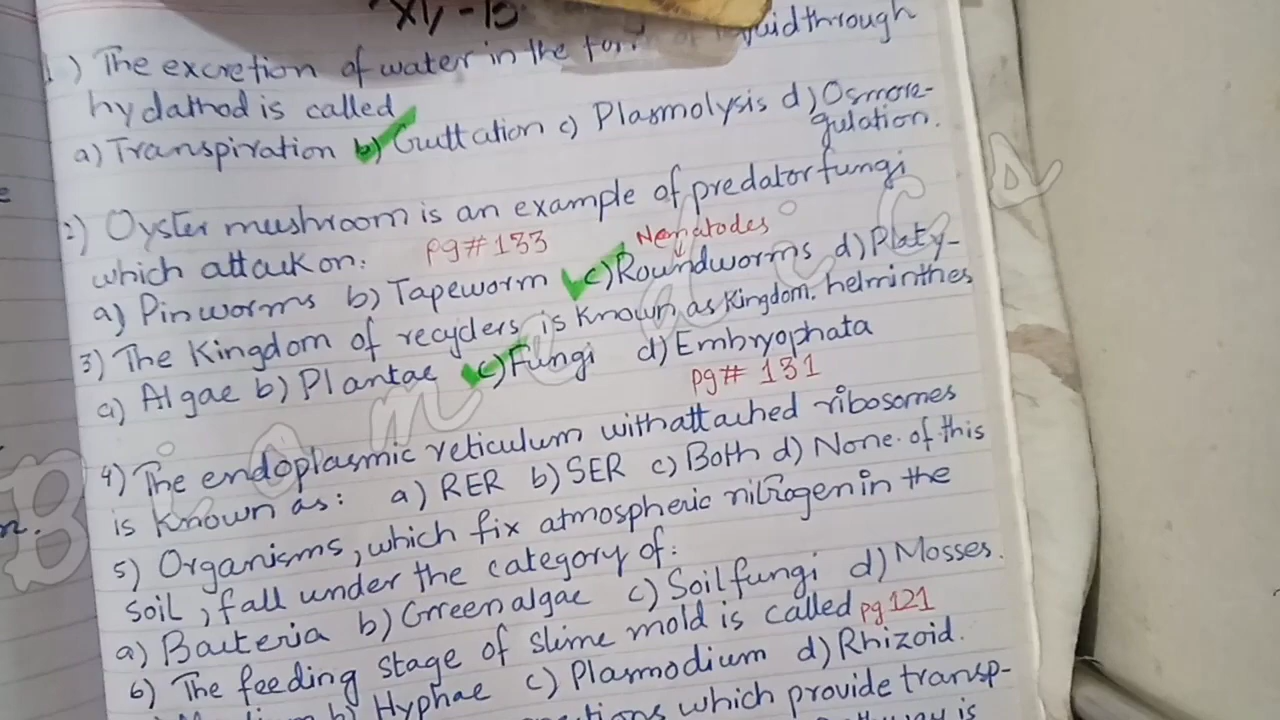 XI, - 15
1) The excretion of water in the form of liquid through
hydathod is called
a) Transpiration b) Guttation c) Plasmolysis d) Osmore-
gulation.
2) Oyster mushroom is an example of predator fungi
which attack on: pg# 133 Nematodes
a) Pinworms b) Tapeworm c) Roundworms d) Platy-
helminthes
3) The Kingdom of recyclers is known as Kingdom.
a) Algae b) Plantae c) Fungi d) Embryophata
pg# 131
4) The endoplasmic reticulum with attached ribosomes
is known as: a) RER b) SER c) Both d) None of this
5) Organisms, which fix atmospheric nitrogen in the
soil, fall under the category of:
a) Bacteria b) Green algae c) Soil fungi d) Mosses.
6) The feeding stage of slime mold is called pg 121
b) Hyphae c) Plasmodium d) Rhizoid.
which provide transp-
is